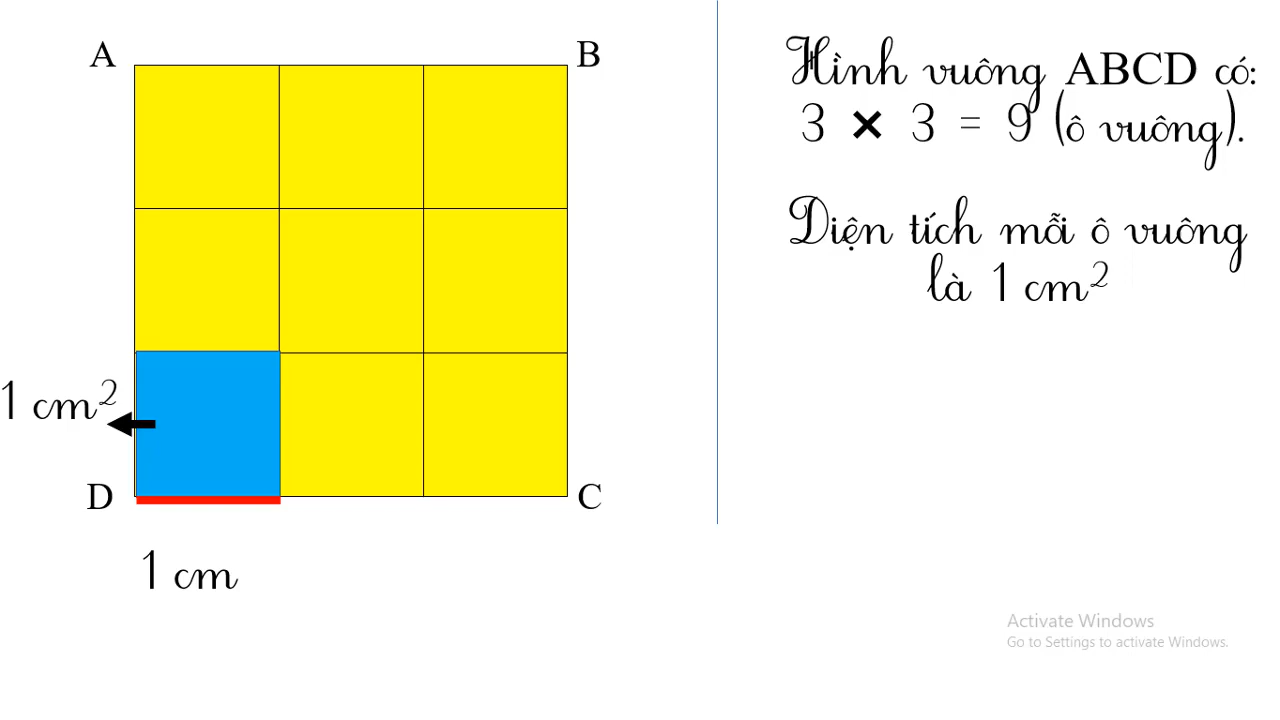 A
B
Hình vuông ABCD có:
3 × 3 = 9 (ô vuông).
Diện tích mỗi ô vuông
là 1 cm²
1 cm²
D
C
1 cm
Activate Windows
Go to Settings to activate Windows.